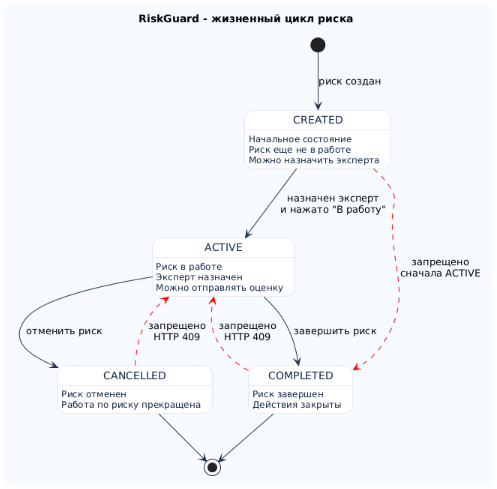 RiskGuard - жизненный цикл риска
риск создан
CREATED
Начальное состояние
Риск еще не в работе
Можно назначить эксперта
назначен эксперт
и нажато "В работу"
запрещено
сначала ACTIVE
ACTIVE
Риск в работе
Эксперт назначен
Можно отправлять оценку
отменить риск
запрещено
HTTP 409
запрещено
HTTP 409
завершить риск
CANCELLED
Риск отменен
Работа по риску прекращена
COMPLETED
Риск завершен
Действия закрыты